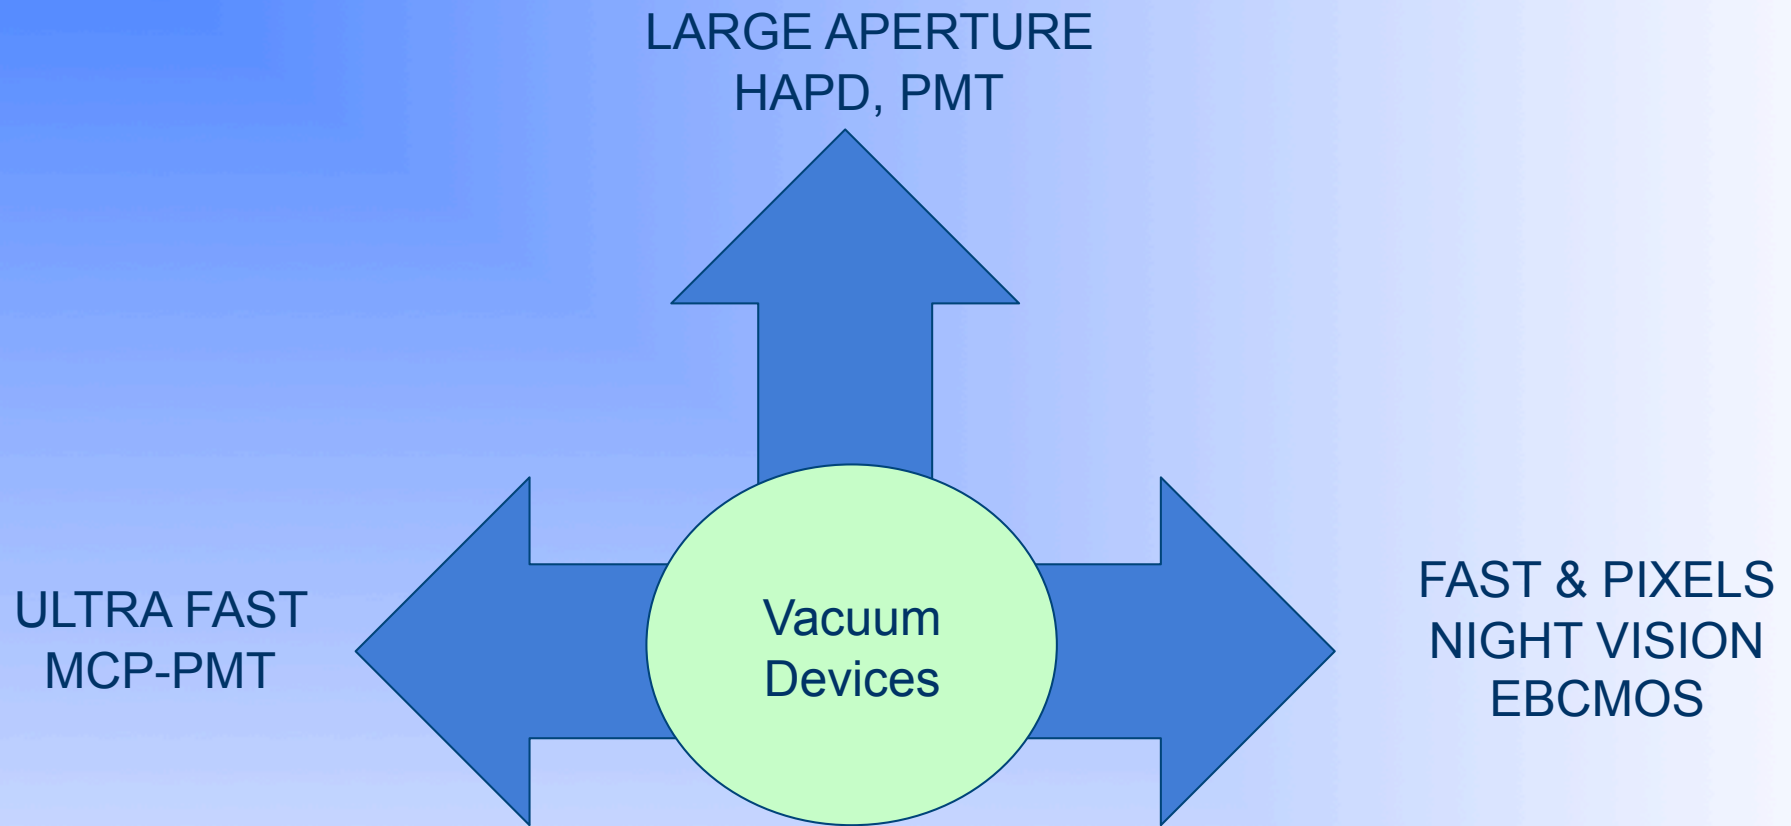 LARGE APERTURE
HAPD, PMT
ULTRA FAST
MCP-PMT
Vacuum
Devices
FAST & PIXELS
NIGHT VISION
EBCMOS